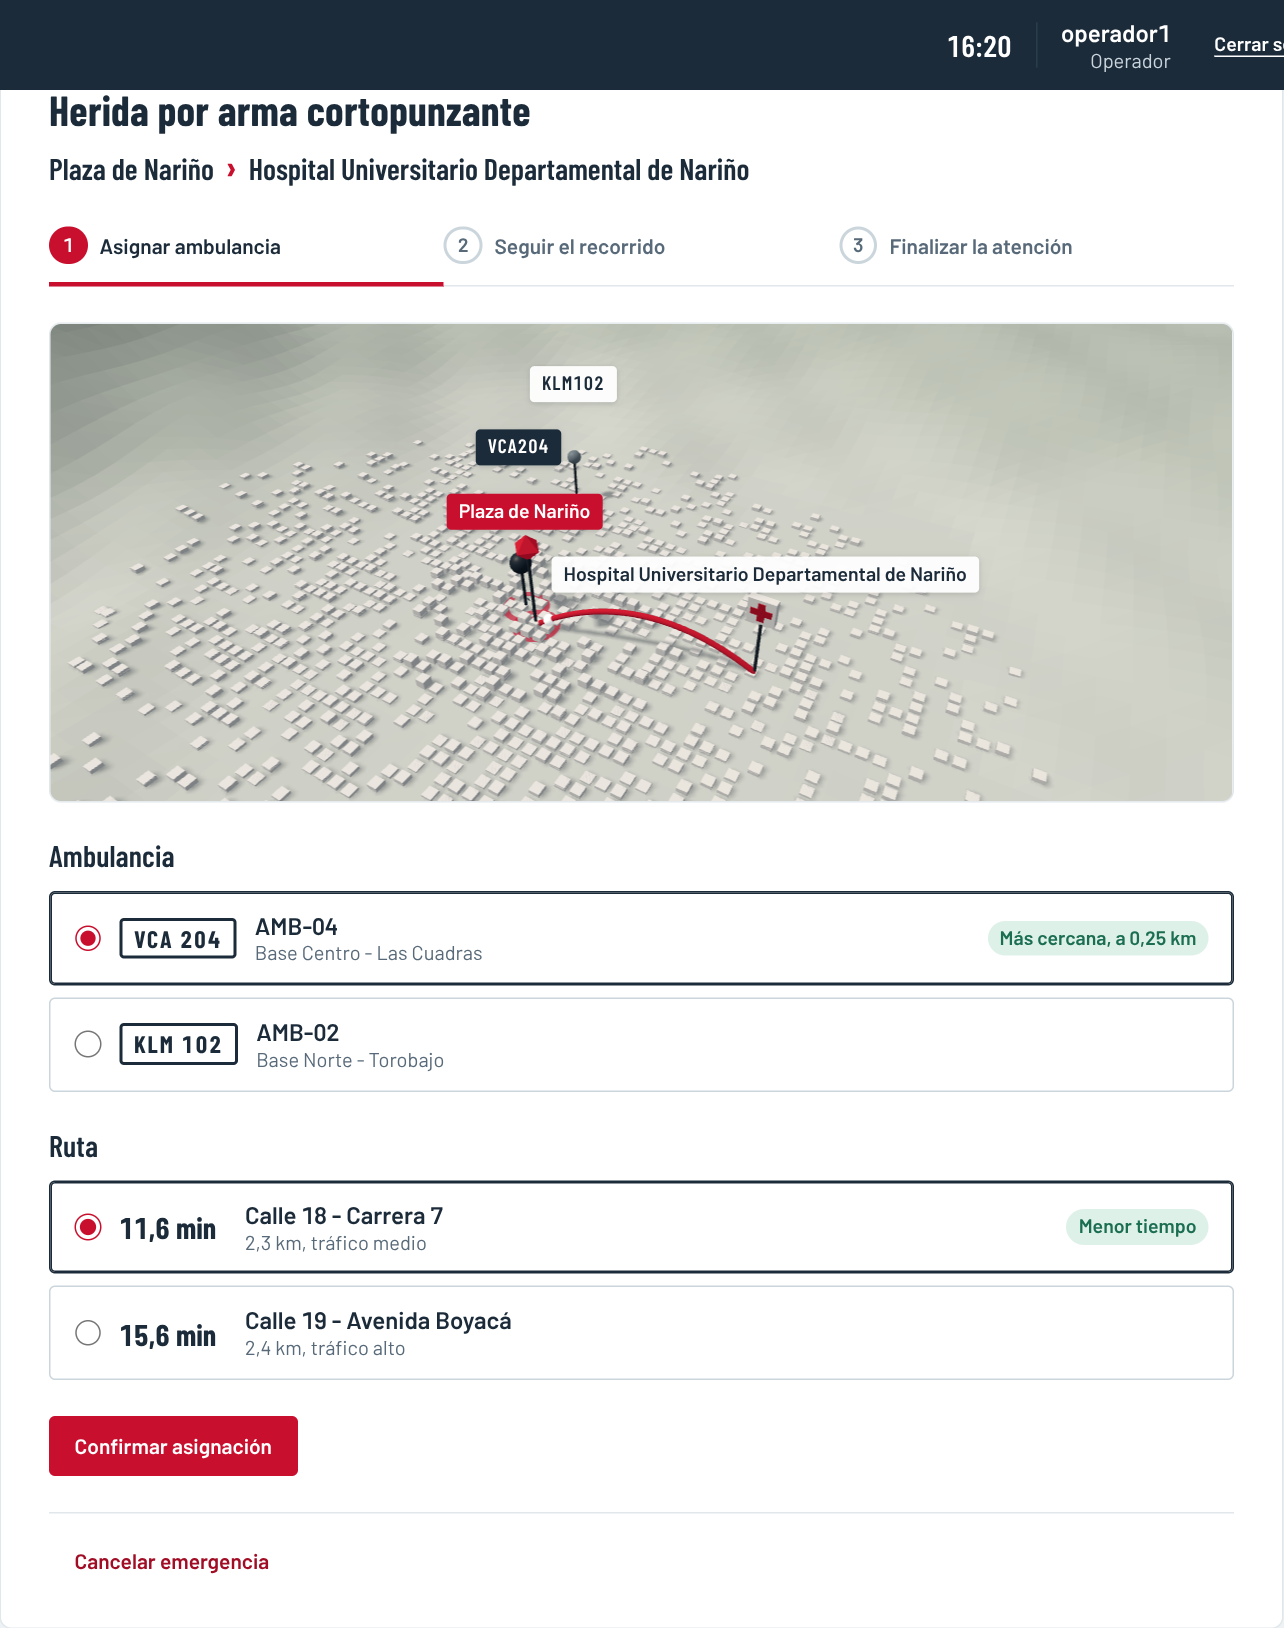 16:20
operador1
Operador
Cerrar s
Herida por arma cortopunzante
Plaza de Nariño › Hospital Universitario Departamental de Nariño
1 Asignar ambulancia
2 Seguir el recorrido
3 Finalizar la atención
KLM102
VCA204
Plaza de Nariño
Hospital Universitario Departamental de Nariño
Ambulancia
VCA 204
AMB-04
Base Centro - Las Cuadras
Más cercana, a 0,25 km
KLM 102
AMB-02
Base Norte - Torobajo
Ruta
11,6 min
Calle 18 - Carrera 7
2,3 km, tráfico medio
Menor tiempo
15,6 min
Calle 19 - Avenida Boyacá
2,4 km, tráfico alto
Confirmar asignación
Cancelar emergencia